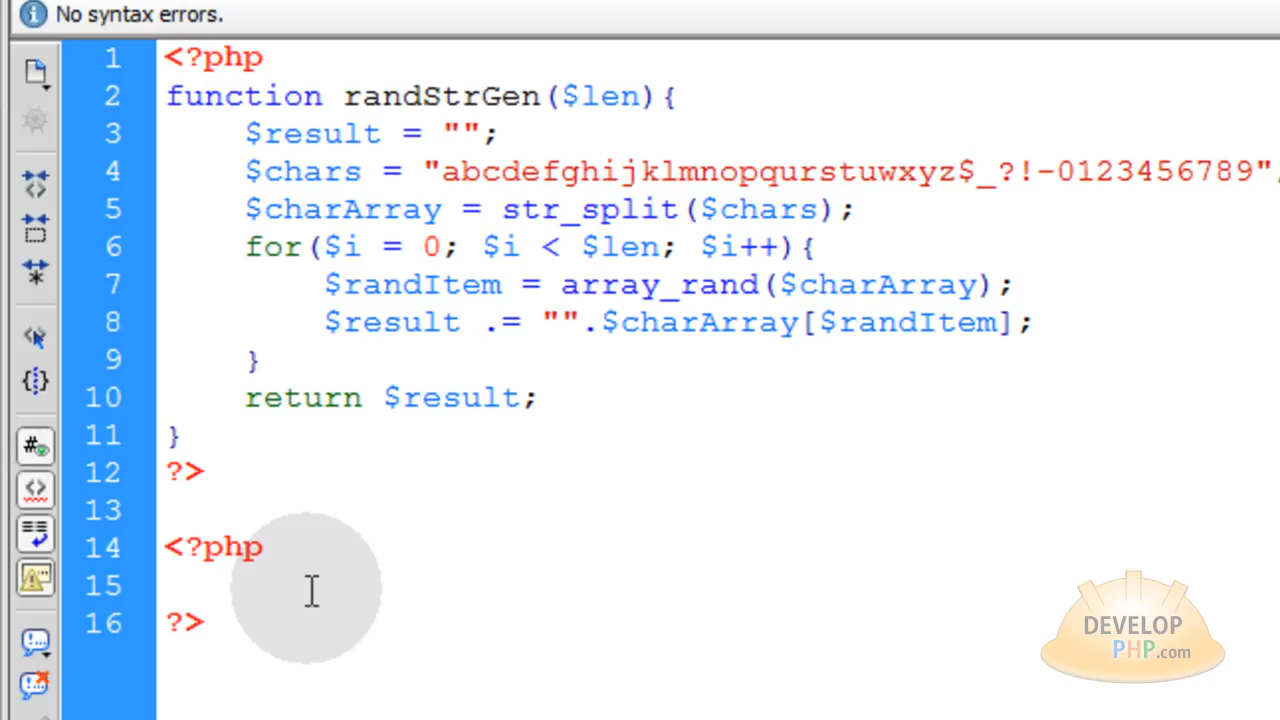 No syntax errors.
1 <?php
2 function randStrGen($len){
3 $result = "";
4 $chars = "abcdefghijklmnopqurstuwxyz$_?!-0123456789"
5 $charArray = str_split($chars);
6 for($i = 0; $i < $len; $i++){
7 $randItem = array_rand($charArray);
8 $result .= "".$charArray[$randItem];
9 }
10 return $result;
11 }
12 ?>
13
14 <?php
15
16 ?>
DEVELOP
PHP.com